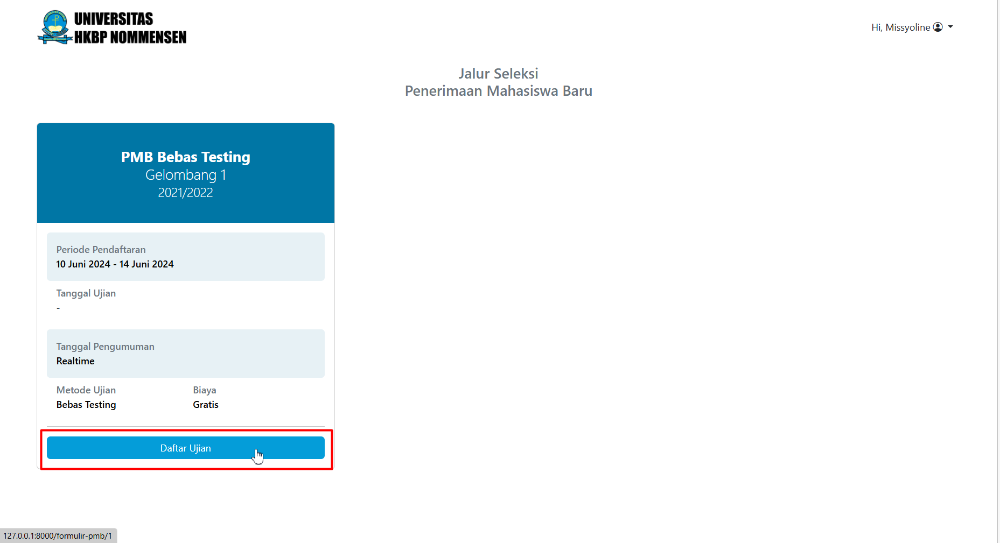 UNIVERSITAS
HKBP NOMMENSEN
Hi, Missyoline
Jalur Seleksi
Penerimaan Mahasiswa Baru
PMB Bebas Testing
Gelombang 1
2021/2022
Periode Pendaftaran
10 Juni 2024 - 14 Juni 2024
Tanggal Ujian
-
Tanggal Pengumuman
Realtime
Metode Ujian
Bebas Testing
Biaya
Gratis
Daftar Ujian
127.0.0.1:8000/formulir-pmb/1